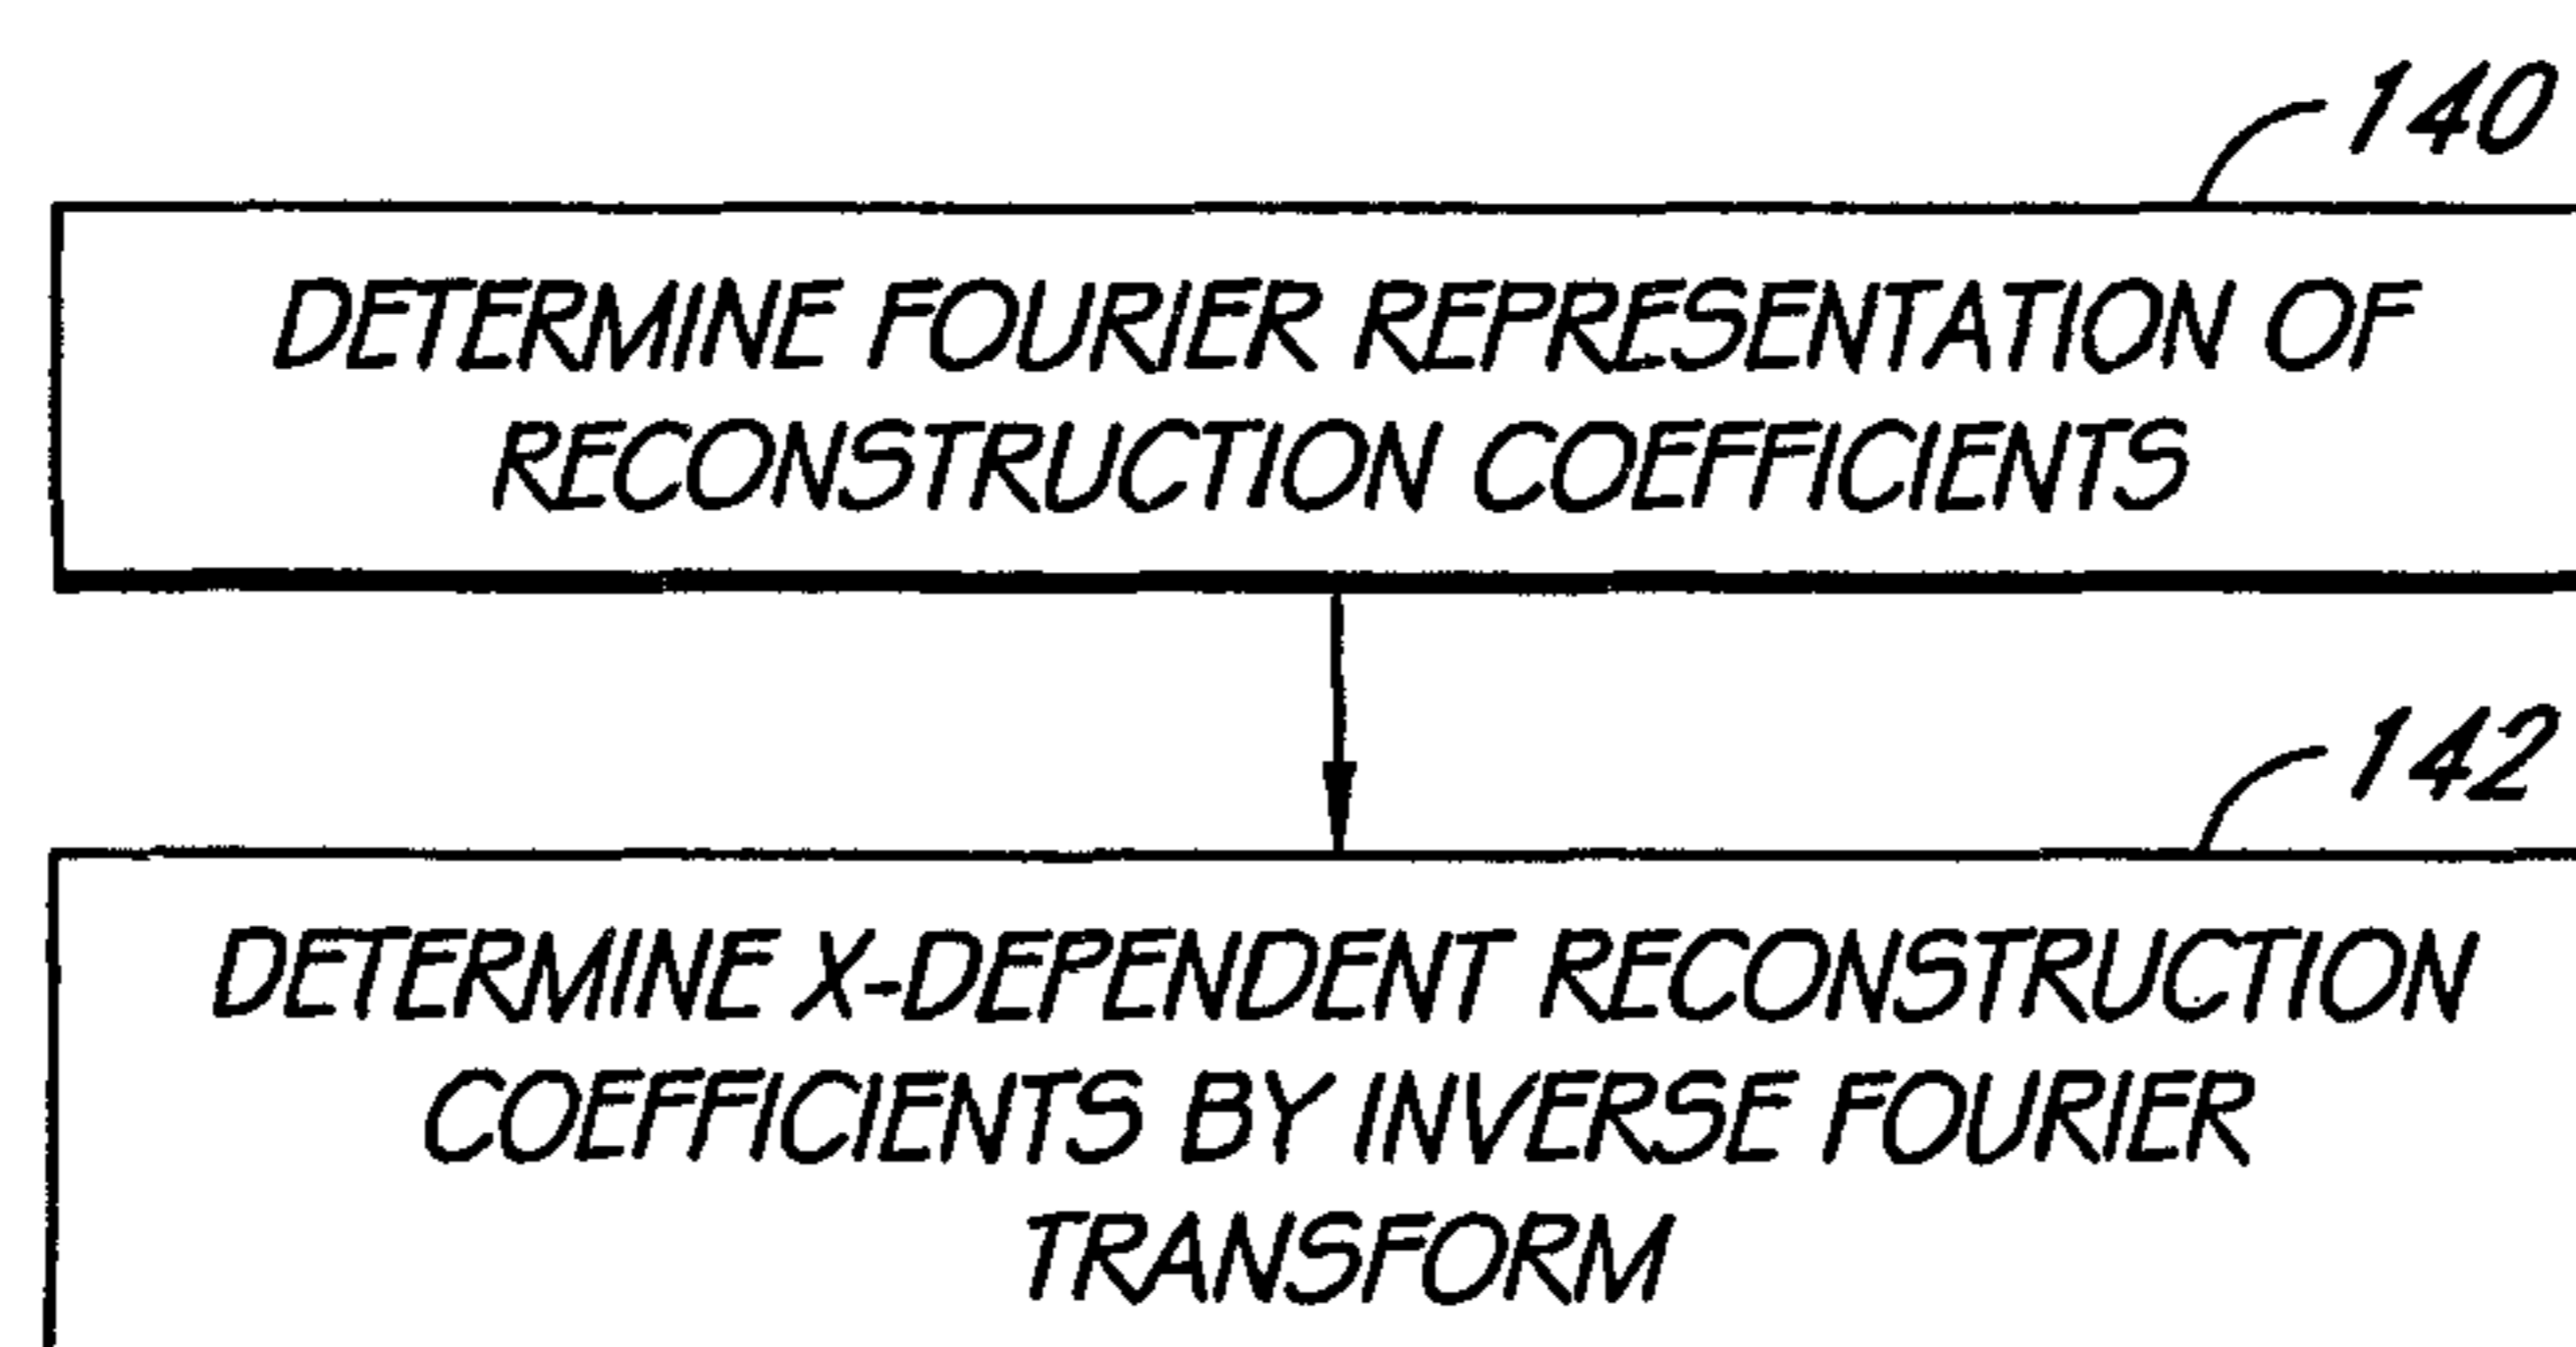 140
DETERMINE FOURIER REPRESENTATION OF
RECONSTRUCTION COEFFICIENTS
142
DETERMINE X-DEPENDENT RECONSTRUCTION
COEFFICIENTS BY INVERSE FOURIER
TRANSFORM